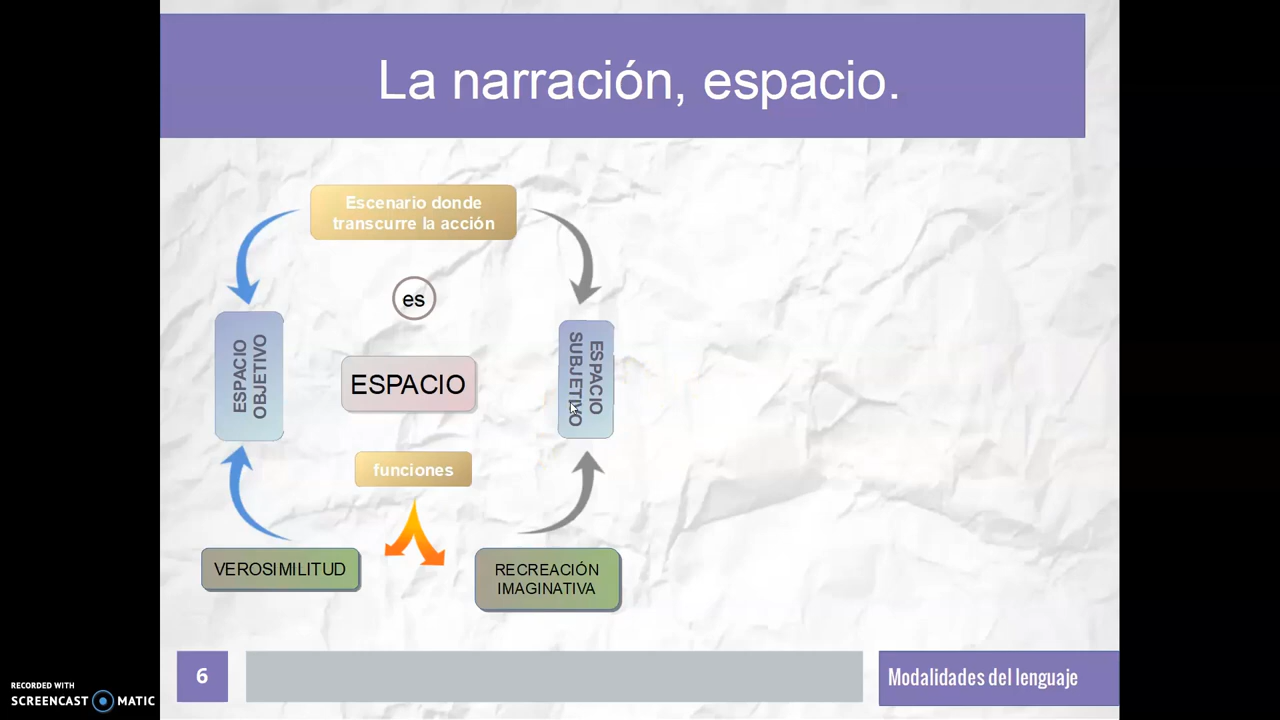 La narración, espacio.
Escenario donde
transcurre la acción
es
ESPACIO
OBJETIVO
ESPACIO
ESPACIO
SUBJETIVO
funciones
VEROSIMILITUD
RECREACIÓN
IMAGINATIVA
6
Modalidades del lenguaje
RECORDED WITH
SCREENCAST MATIC